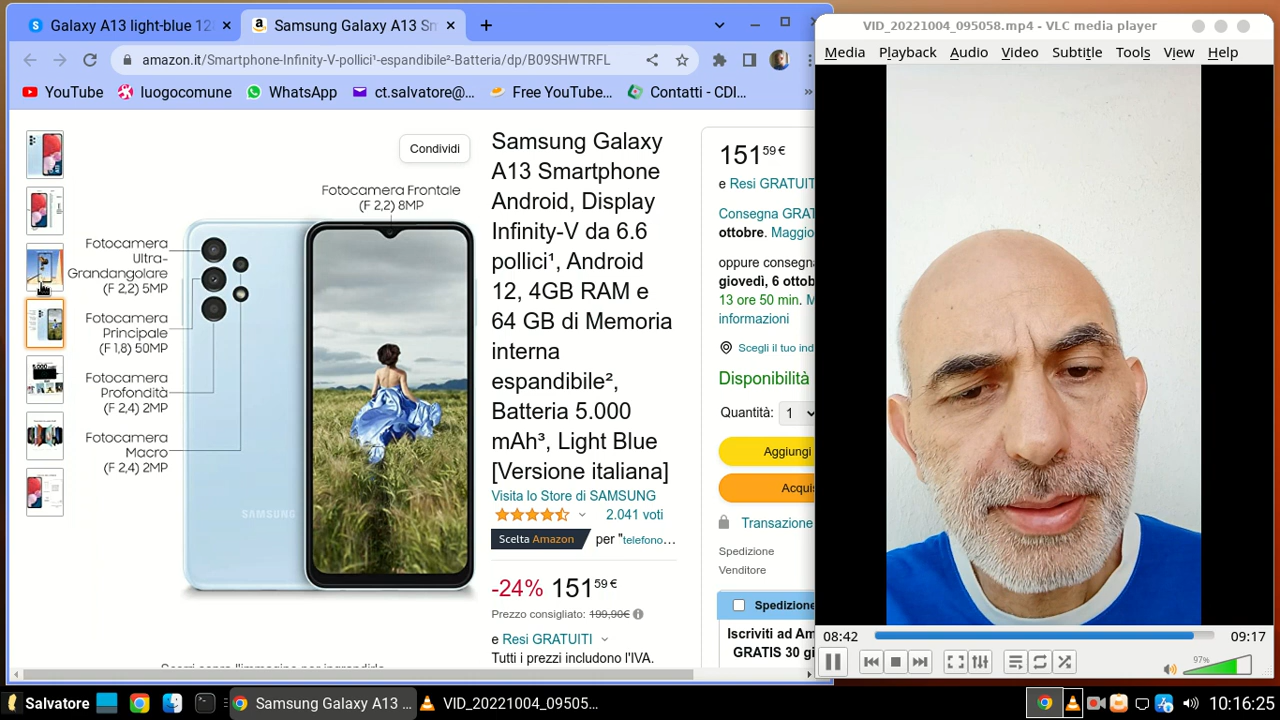 Galaxy A13 light-blue 12
Samsung Galaxy A13 Sm
amazon.it/Smartphone-Infinity-V-pollici¹-espandibile²-Batteria/dp/B09SHWTRFL
YouTube
luogocomune
WhatsApp
ct.salvatore@...
Free YouTube...
Contatti - CDI...
»
Condividi
Fotocamera Frontale
(F 2,2) 8MP
Fotocamera
Ultra-
Grandangolare
(F 2,2) 5MP
Fotocamera
Principale
(F 1,8) 50MP
Fotocamera
Profondità
(F 2,4) 2MP
Fotocamera
Macro
(F 2,4) 2MP
SAMSUNG
Samsung Galaxy
A13 Smartphone
Android, Display
Infinity-V da 6.6
pollici¹, Android
12, 4GB RAM e
64 GB di Memoria
interna
espandibile²,
Batteria 5.000
mAh³, Light Blue
[Versione italiana]
Visita lo Store di SAMSUNG
2.041 voti
Scelta Amazon per "telefono...
-24% 151 59 €
Prezzo consigliato: 199,90€
e Resi GRATUITI
Tutti i prezzi includono l'IVA.
151 59 €
e Resi GRATUIT
Consegna GRA
ottobre. Maggio
oppure consegna
giovedì, 6 ottob
13 ore 50 min. M
informazioni
Scegli il tuo ind
Disponibilità
Quantità: 1
Aggiungi
Acquis
Transazione
Spedizione
Venditore
Spedizione
Iscriviti ad Am
GRATIS 30 gi
VID_20221004_095058.mp4 - VLC media player
Media Playback Audio Video Subtitle Tools View Help
08:42
09:17
97%
Salvatore
Samsung Galaxy A13 ...
VID_20221004_09505...
10:16:25